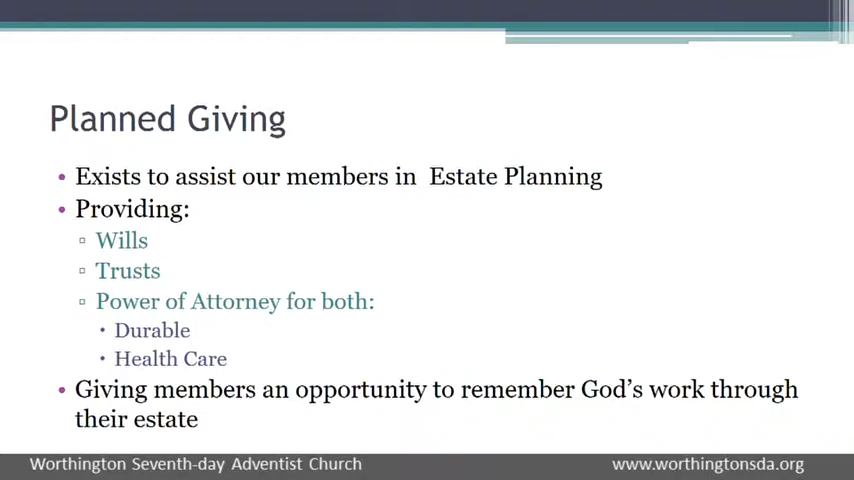 Planned Giving
• Exists to assist our members in  Estate Planning
• Providing:
▫ Wills
▫ Trusts
▫ Power of Attorney for both:
• Durable
• Health Care
• Giving members an opportunity to remember God's work through
their estate
Worthington Seventh-day Adventist Church
www.worthingtonsda.org